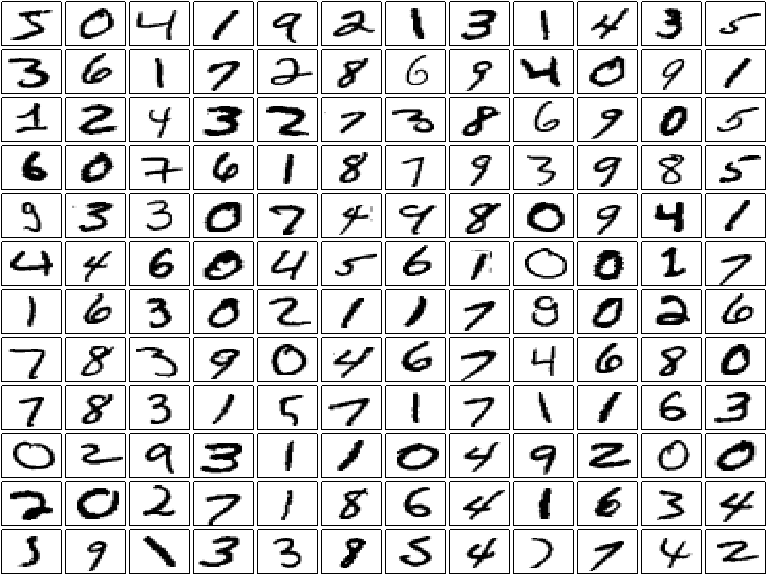 5 0 4 1 9 2 1 3 1 4 3 5
3 6 1 7 2 8 6 9 4 0 9 1
1 2 4 3 2 7 3 8 6 9 0 5
6 0 7 6 1 8 7 9 3 9 8 5
9 3 3 0 7 4 9 8 0 9 4 1
4 4 6 0 4 5 6 1 0 0 1 7
1 6 3 0 2 1 1 7 9 0 2 6
7 8 3 9 0 4 6 7 4 6 8 0
7 8 3 1 5 7 1 7 1 1 6 3
0 2 9 3 1 1 0 4 9 2 0 0
2 0 2 7 1 8 6 4 1 6 3 4
5 9 1 3 3 8 5 4 7 7 4 2